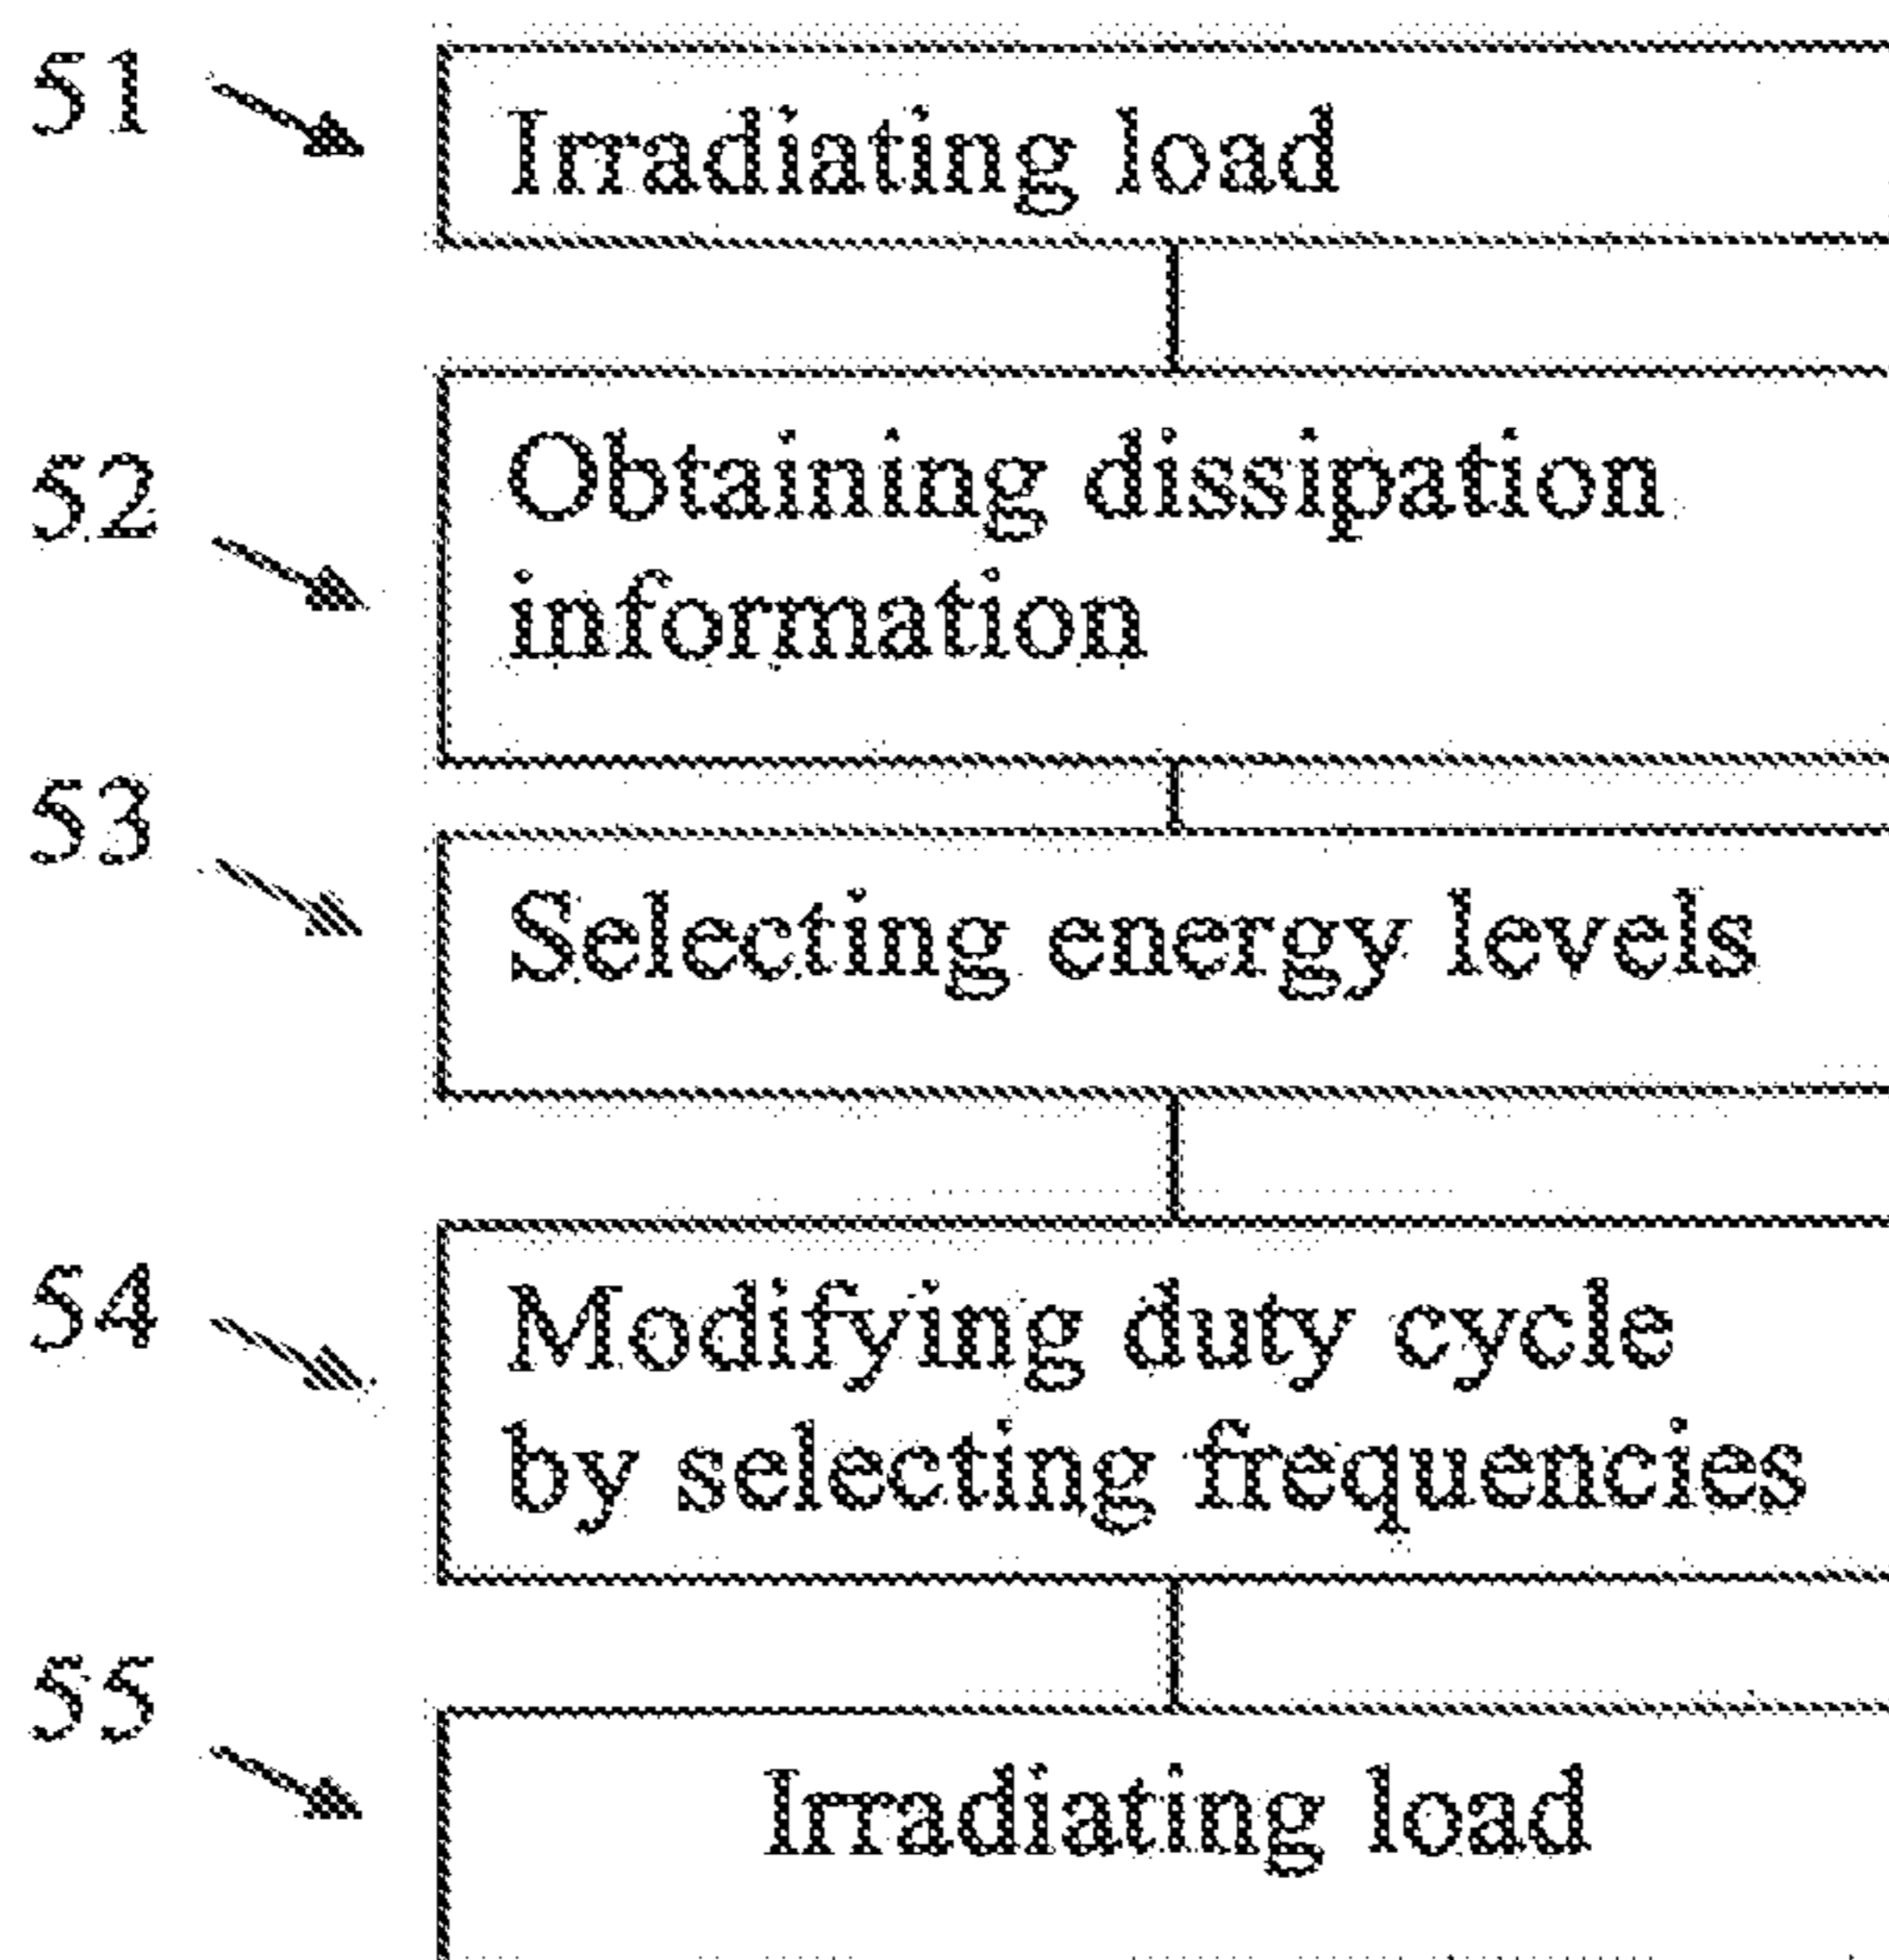 51
Irradiating load
52
Obtaining dissipation
information
53
Selecting energy levels
54
Modifying duty cycle
by selecting frequencies
55
Irradiating load